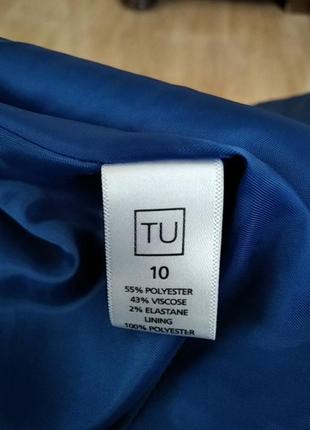 TU
10
55% POLYESTER
43% VISCOSE
2% ELASTANE
LINING
100% POLYESTER